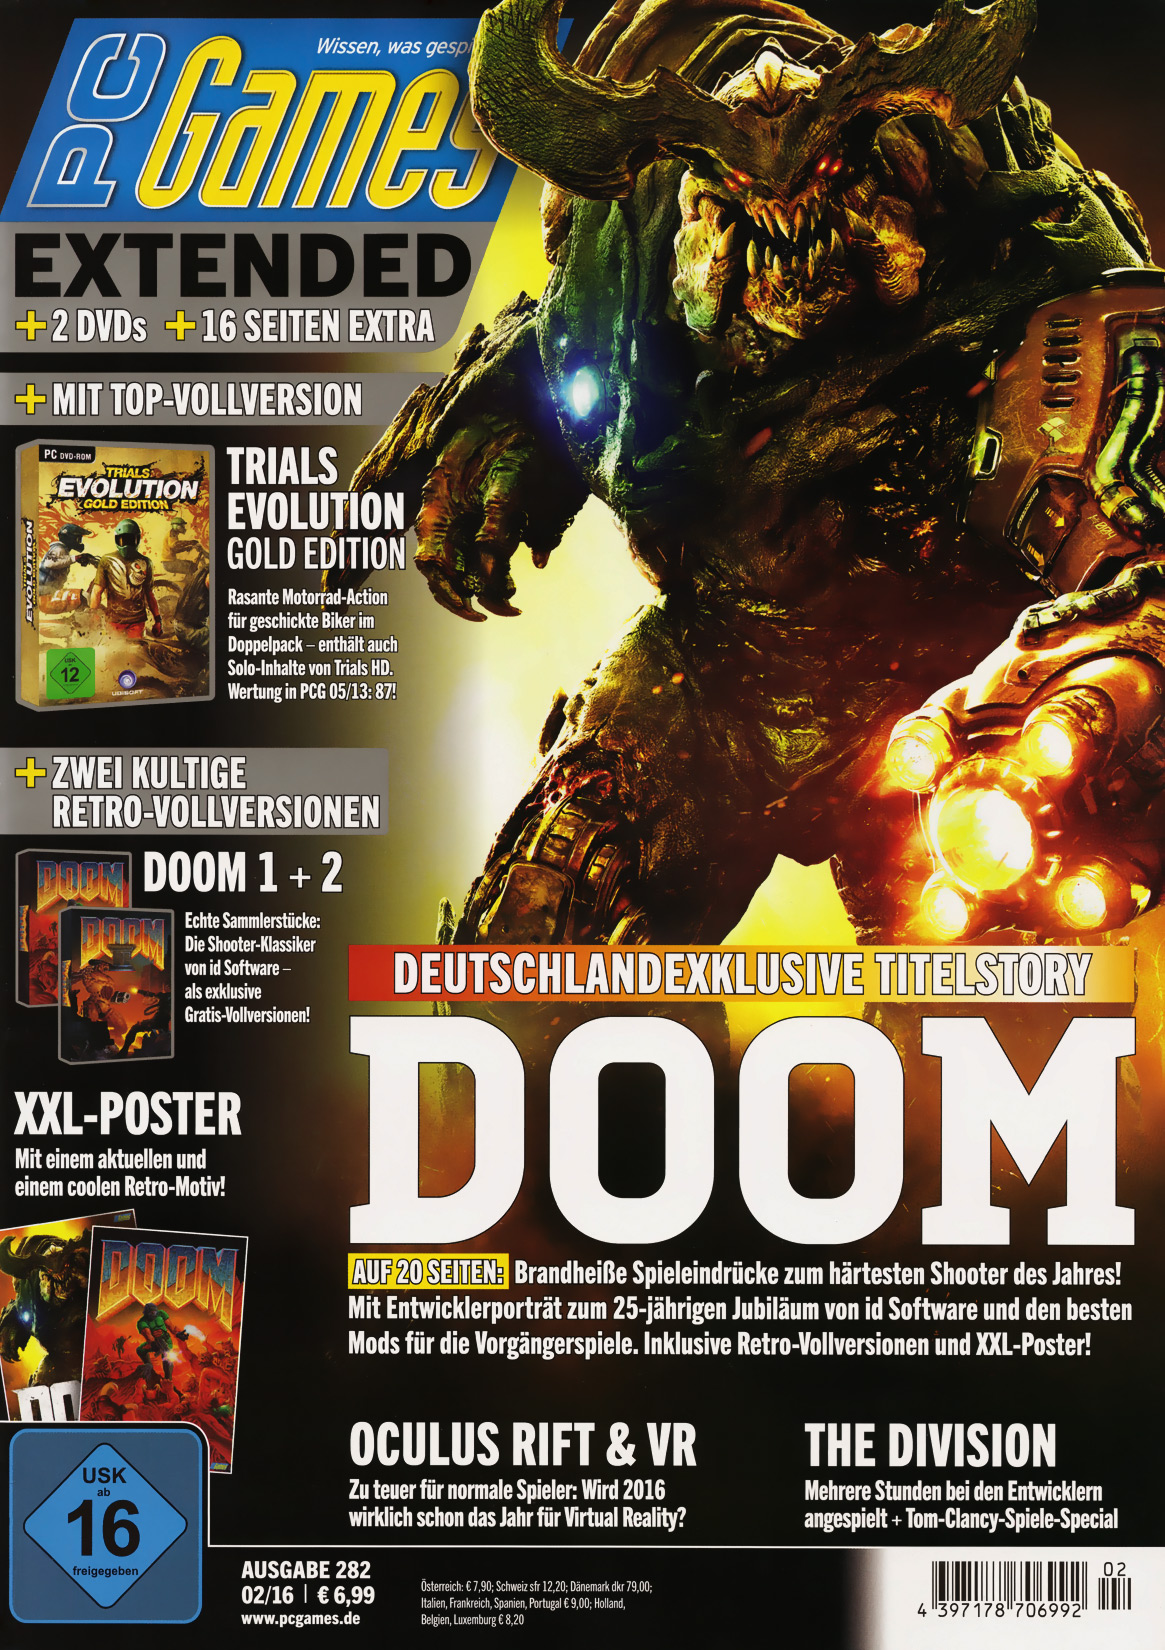 PC Games
Wissen, was
EXTENDED
+ 2 DVDs + 16 SEITEN EXTRA
+ MIT TOP-VOLLVERSION
PC DVD-ROM
TRIALS
EVOLUTION
GOLD EDITION
EVOLUTION
USK
12
UBISOFT
TRIALS
EVOLUTION
GOLD EDITION
Rasante Motorrad-Action
für geschickte Biker im
Doppelpack – enthält auch
Solo-Inhalte von Trials HD.
Wertung in PCG 05/13: 87!
+ ZWEI KULTIGE
RETRO-VOLLVERSIONEN
DOOM
DOOM
DOOM 1 + 2
Echte Sammlerstücke:
Die Shooter-Klassiker
von id Software –
als exklusive
Gratis-Vollversionen!
XXL-POSTER
Mit einem aktuellen und
einem coolen Retro-Motiv!
DOOM
DEUTSCHLANDEXKLUSIVE TITELSTORY
DOOM
AUF 20 SEITEN: Brandheiße Spieleindrücke zum härtesten Shooter des Jahres!
Mit Entwicklerporträt zum 25-jährigen Jubiläum von id Software und den besten
Mods für die Vorgängerspiele. Inklusive Retro-Vollversionen und XXL-Poster!
OCULUS RIFT & VR
Zu teuer für normale Spieler: Wird 2016
wirklich schon das Jahr für Virtual Reality?
THE DIVISION
Mehrere Stunden bei den Entwicklern
angespielt + Tom-Clancy-Spiele-Special
USK
ab
16
freigegeben
AUSGABE 282
02/16 | € 6,99
www.pcgames.de
Österreich: € 7,90; Schweiz sfr 12,20; Dänemark dkr 79,00;
Italien, Frankreich, Spanien, Portugal € 9,00; Holland,
Belgien, Luxemburg € 8,20
02
4 397178 706992